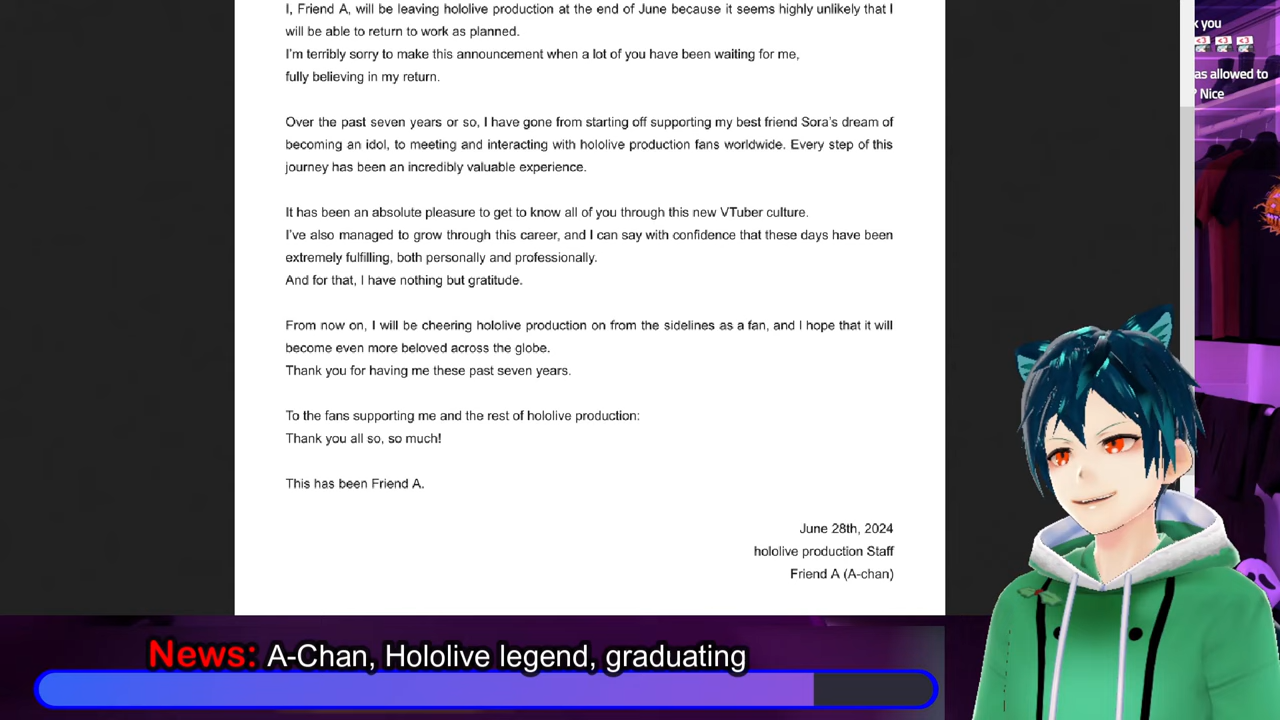 I, Friend A, will be leaving hololive production at the end of June because it seems highly unlikely that I
will be able to return to work as planned.
I'm terribly sorry to make this announcement when a lot of you have been waiting for me,
fully believing in my return.
Over the past seven years or so, I have gone from starting off supporting my best friend Sora's dream of
becoming an idol, to meeting and interacting with hololive production fans worldwide. Every step of this
journey has been an incredibly valuable experience.
It has been an absolute pleasure to get to know all of you through this new VTuber culture.
I've also managed to grow through this career, and I can say with confidence that these days have been
extremely fulfilling, both personally and professionally.
And for that, I have nothing but gratitude.
From now on, I will be cheering hololive production on from the sidelines as a fan, and I hope that it will
become even more beloved across the globe.
Thank you for having me these past seven years.
To the fans supporting me and the rest of hololive production:
Thank you all so, so much!
This has been Friend A.
June 28th, 2024
hololive production Staff
Friend A (A-chan)
you
as allowed to
? Nice
News: A-Chan, Hololive legend, graduating